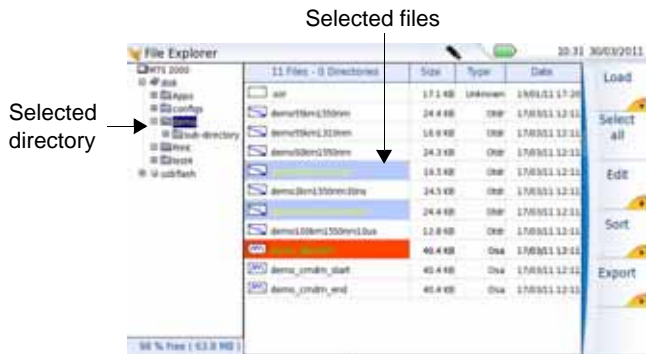 Selected files
File Explorer 10:31 30/03/2011
MTS 2000
disk
Apps
configs
sub-directory
Print
usbflash
98 % Free ( 63.8 MB )
Selected
directory
11 Files - 0 Directories Size Type Date
17.1 KB Unknown 19/01/11 17:20
demo55km1550nm 24.4 KB Otdr 17/03/11 12:11
demo55km1310nm 16.6 KB Otdr 17/03/11 12:11
demo50km1550nm 24.3 KB Otdr 17/03/11 12:11
16.5 KB Otdr 17/03/11 12:11
24.5 KB Otdr 17/03/11 12:11
24.4 KB Otdr 17/03/11 12:11
demo100km1550nm10us 12.8 KB Otdr 17/03/11 12:11
40.4 KB Osa 17/03/11 12:11
demo_cmdm_start 40.4 KB Osa 17/03/11 12:11
demo_cmdm_end 40.4 KB Osa 17/03/11 12:11
Load
Select
all
Edit
Sort
Export